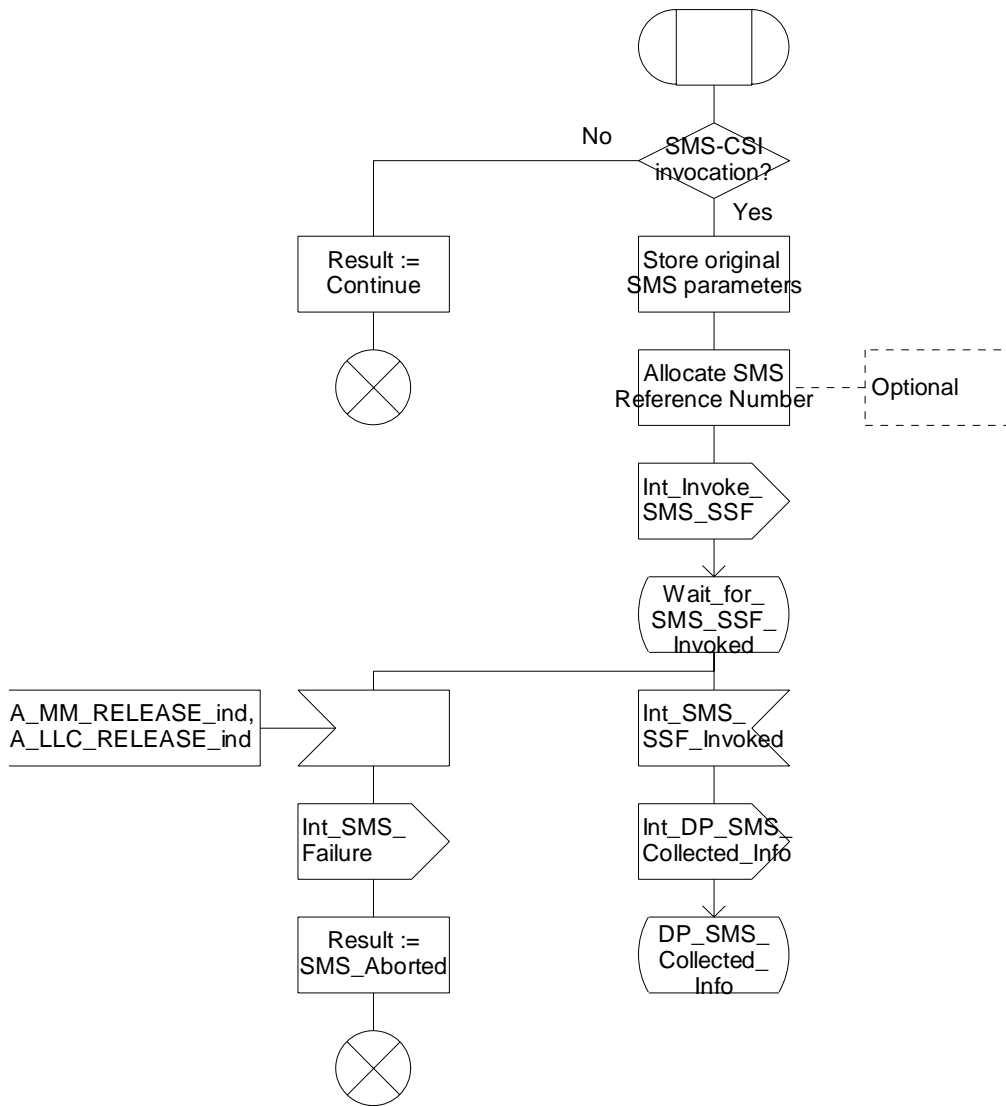 SMS-CSI
invocation?
No
Yes
Result :=
Continue
Store original
SMS parameters
Allocate SMS
Reference Number
Optional
Int_Invoke_
SMS_SSF
Wait_for_
SMS_SSF_
Invoked
A_MM_RELEASE_ind,
A_LLC_RELEASE_ind
Int_SMS_
SSF_Invoked
Int_SMS_
Failure
Int_DP_SMS_
Collected_Info
Result :=
SMS_Aborted
DP_SMS_
Collected_
Info